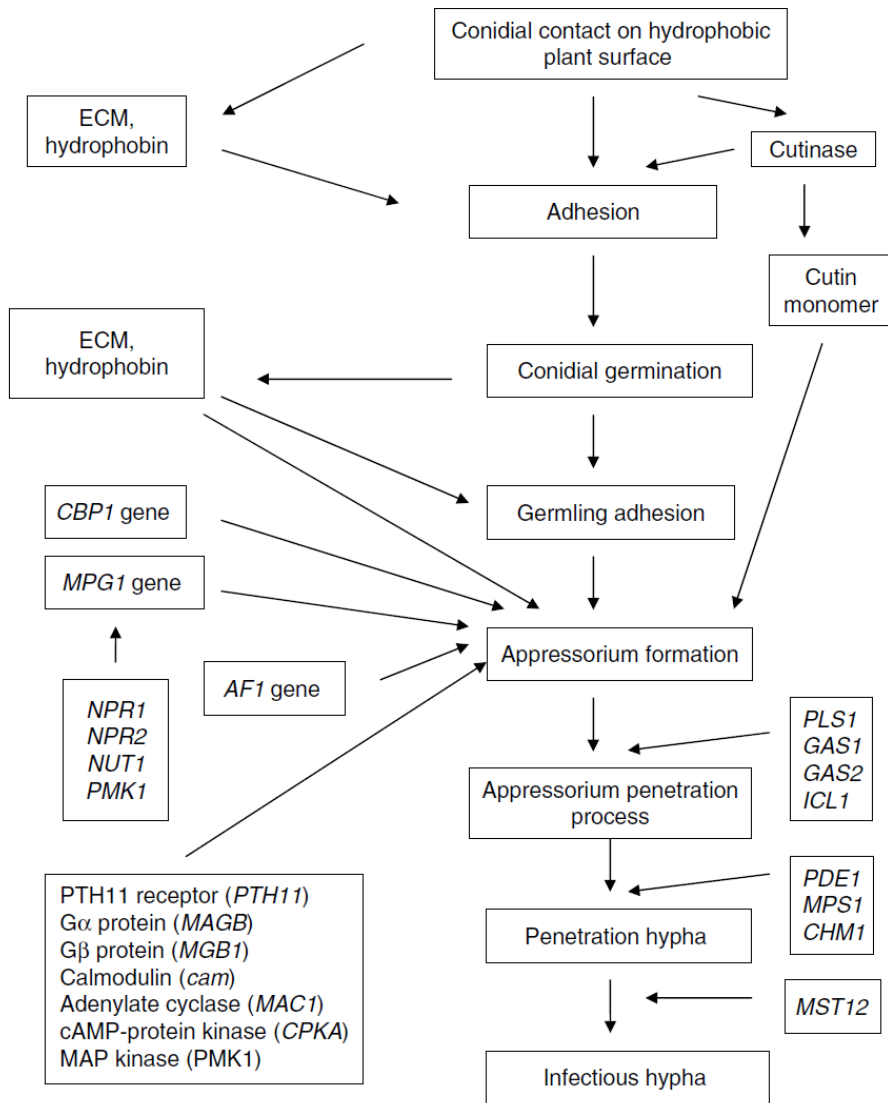 Conidial contact on hydrophobic
plant surface
ECM,
hydrophobin
Cutinase
Adhesion
Cutin
monomer
ECM,
hydrophobin
Conidial germination
CBP1 gene
Germling adhesion
MPG1 gene
Appressorium formation
AF1 gene
NPR1
NPR2
NUT1
PMK1
PLS1
GAS1
GAS2
ICL1
Appressorium penetration
process
PTH11 receptor (PTH11)
Gα protein (MAGB)
Gβ protein (MGB1)
Calmodulin (cam)
Adenylate cyclase (MAC1)
cAMP-protein kinase (CPKA)
MAP kinase (PMK1)
PDE1
MPS1
CHM1
Penetration hypha
MST12
Infectious hypha